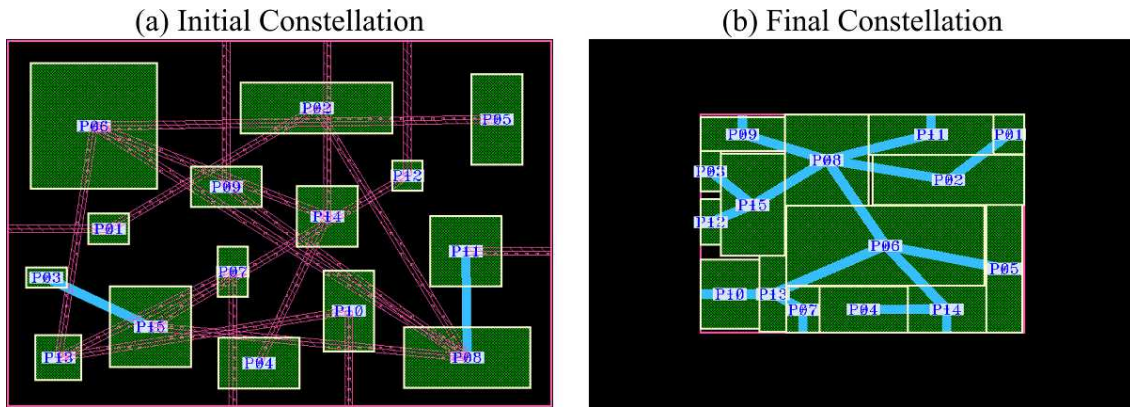 (a) Initial Constellation
(b) Final Constellation
P02
P05
P06
P12
P09
P14
P01
P11
P07
P03
P10
P15
P13
P04
P08
P09
P11
P01
P08
P03
P02
P15
P12
P06
P05
P10
P13
P07
P04
P14